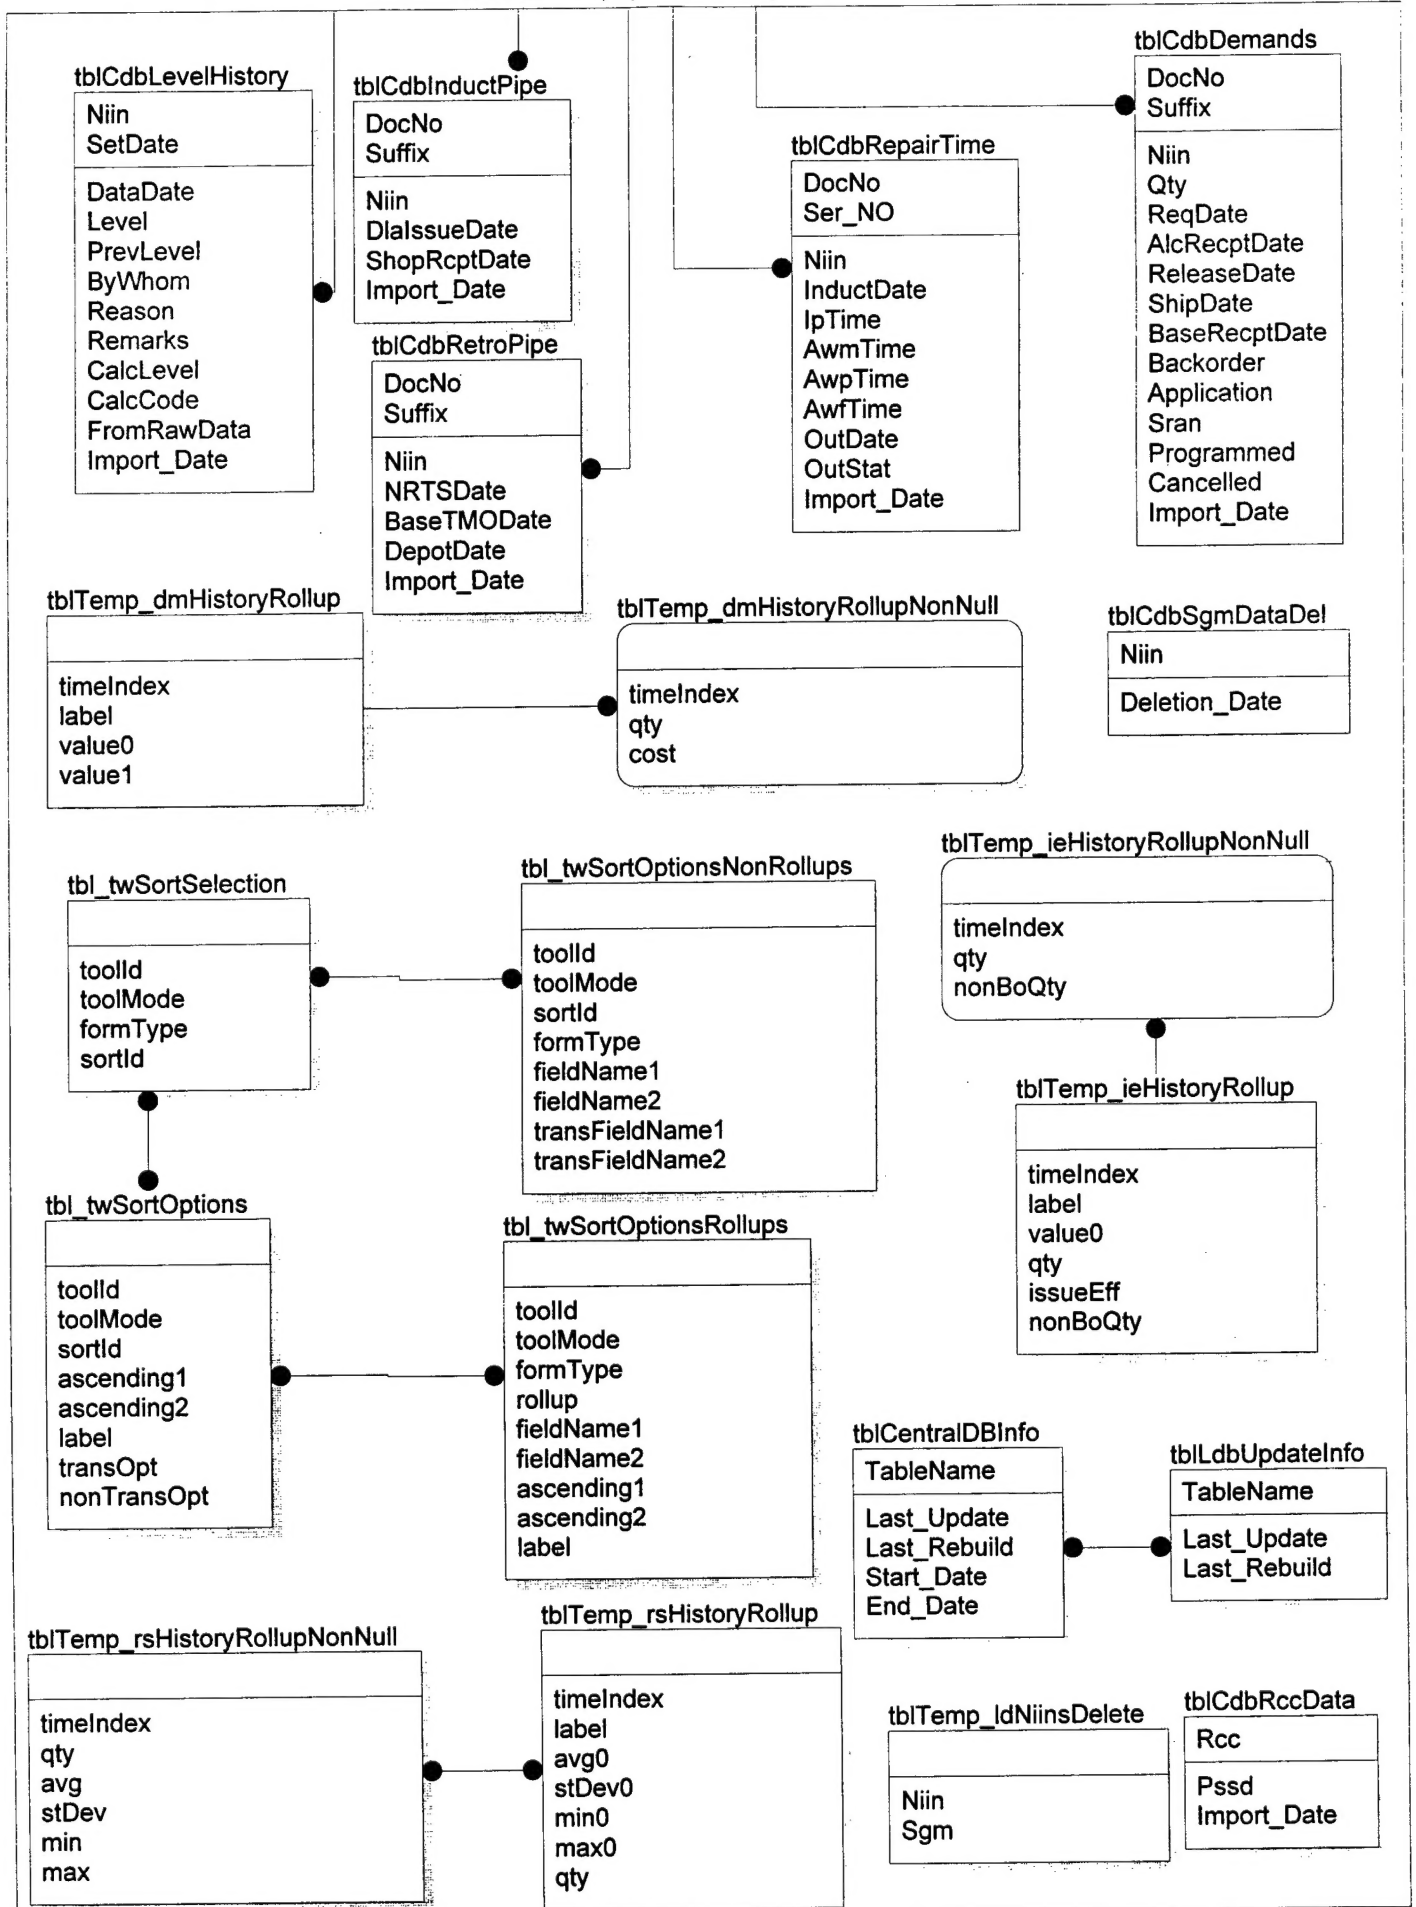 tblCdbLevelHistory
Niin
SetDate
DataDate
Level
PrevLevel
ByWhom
Reason
Remarks
CalcLevel
CalcCode
FromRawData
Import_Date
tblCdbInductPipe
DocNo
Suffix
Niin
DlaIssueDate
ShopRcptDate
Import_Date
tblCdbRetroPipe
DocNo
Suffix
Niin
NRTSDate
BaseTMODate
DepotDate
Import_Date
tblCdbRepairTime
DocNo
Ser_NO
Niin
InductDate
IpTime
AwmTime
AwpTime
AwfTime
OutDate
OutStat
Import_Date
tblCdbDemands
DocNo
Suffix
Niin
Qty
ReqDate
AlcRecptDate
ReleaseDate
ShipDate
BaseRecptDate
Backorder
Application
Sran
Programmed
Cancelled
Import_Date
tblTemp_dmHistoryRollup
timeIndex
label
value0
value1
tblTemp_dmHistoryRollupNonNull
timeIndex
qty
cost
tblCdbSgmDataDel
Niin
Deletion_Date
tbl_twSortSelection
toolId
toolMode
formType
sortId
tbl_twSortOptionsNonRollups
toolId
toolMode
sortId
formType
fieldName1
fieldName2
transFieldName1
transFieldName2
tblTemp_ieHistoryRollupNonNull
timeIndex
qty
nonBoQty
tblTemp_ieHistoryRollup
timeIndex
label
value0
qty
issueEff
nonBoQty
tbl_twSortOptions
toolId
toolMode
sortId
ascending1
ascending2
label
transOpt
nonTransOpt
tbl_twSortOptionsRollups
toolId
toolMode
formType
rollup
fieldName1
fieldName2
ascending1
ascending2
label
tblCentralDBInfo
TableName
Last_Update
Last_Rebuild
Start_Date
End_Date
tblLdbUpdateInfo
TableName
Last_Update
Last_Rebuild
tblTemp_rsHistoryRollupNonNull
timeIndex
qty
avg
stDev
min
max
tblTemp_rsHistoryRollup
timeIndex
label
avg0
stDev0
min0
max0
qty
tblTemp_ldNiinsDelete
Niin
Sgm
tblCdbRccData
Rcc
Pssd
Import_Date